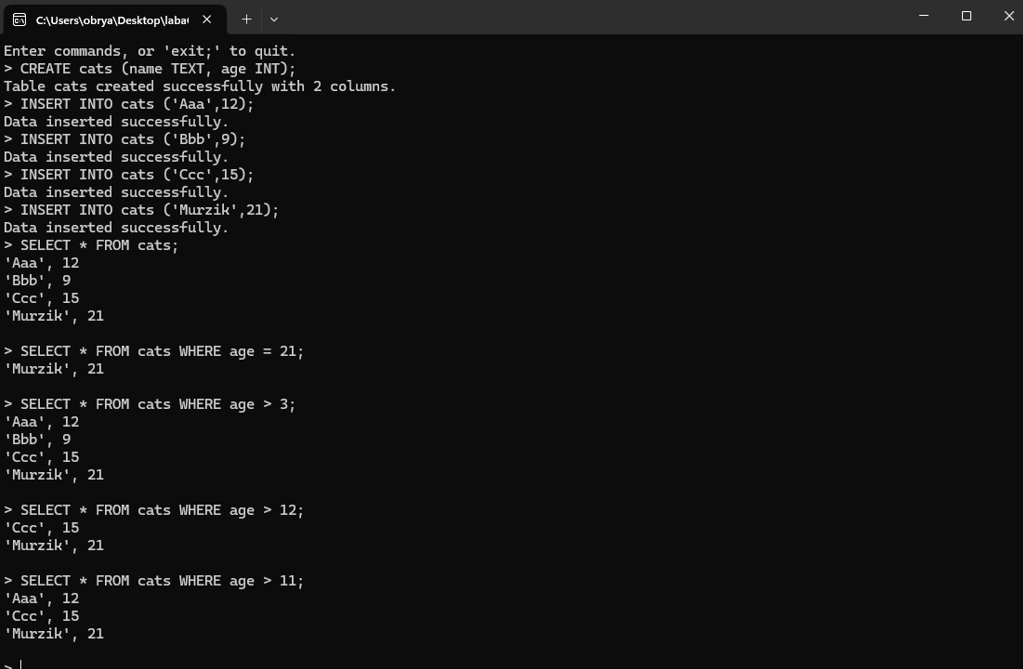 C:\Users\obrya\Desktop\laba
Enter commands, or 'exit;' to quit.
> CREATE cats (name TEXT, age INT);
Table cats created successfully with 2 columns.
> INSERT INTO cats ('Aaa',12);
Data inserted successfully.
> INSERT INTO cats ('Bbb',9);
Data inserted successfully.
> INSERT INTO cats ('Ccc',15);
Data inserted successfully.
> INSERT INTO cats ('Murzik',21);
Data inserted successfully.
> SELECT * FROM cats;
'Aaa', 12
'Bbb', 9
'Ccc', 15
'Murzik', 21
> SELECT * FROM cats WHERE age = 21;
'Murzik', 21
> SELECT * FROM cats WHERE age > 3;
'Aaa', 12
'Bbb', 9
'Ccc', 15
'Murzik', 21
> SELECT * FROM cats WHERE age > 12;
'Ccc', 15
'Murzik', 21
> SELECT * FROM cats WHERE age > 11;
'Aaa', 12
'Ccc', 15
'Murzik', 21
>